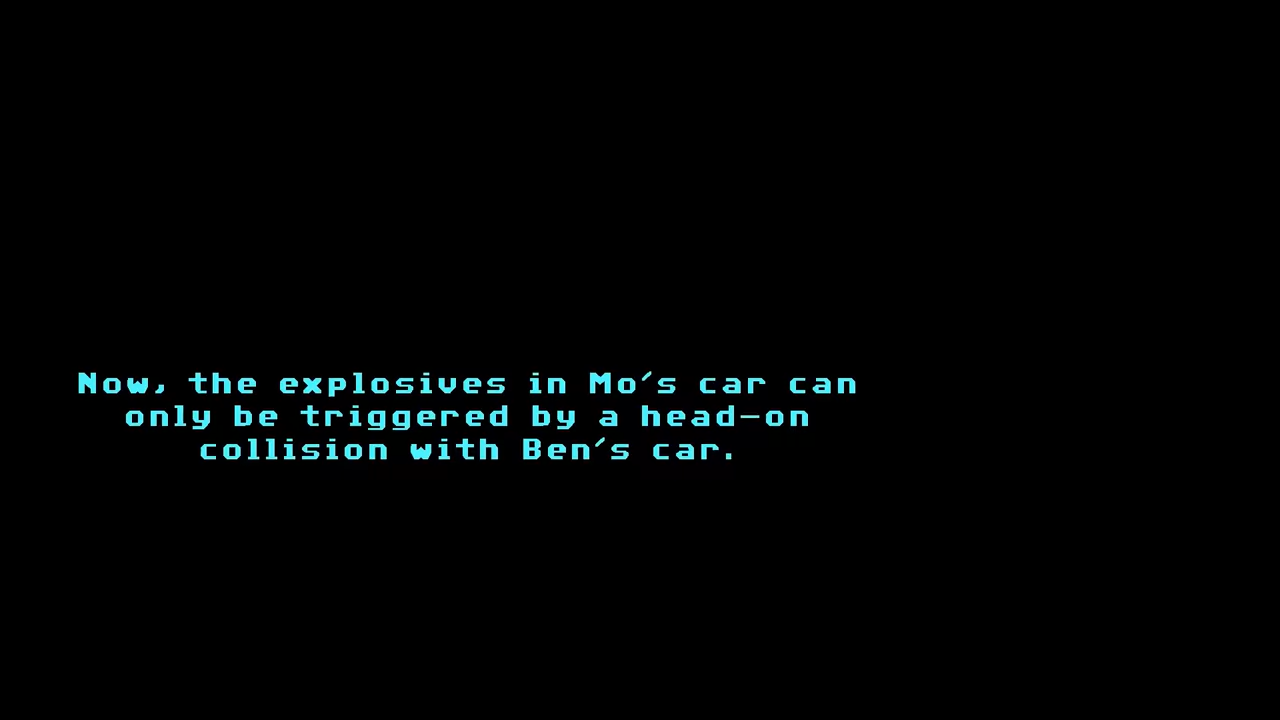 Now, the explosives in Mo's car can
only be triggered by a head-on
collision with Ben's car.